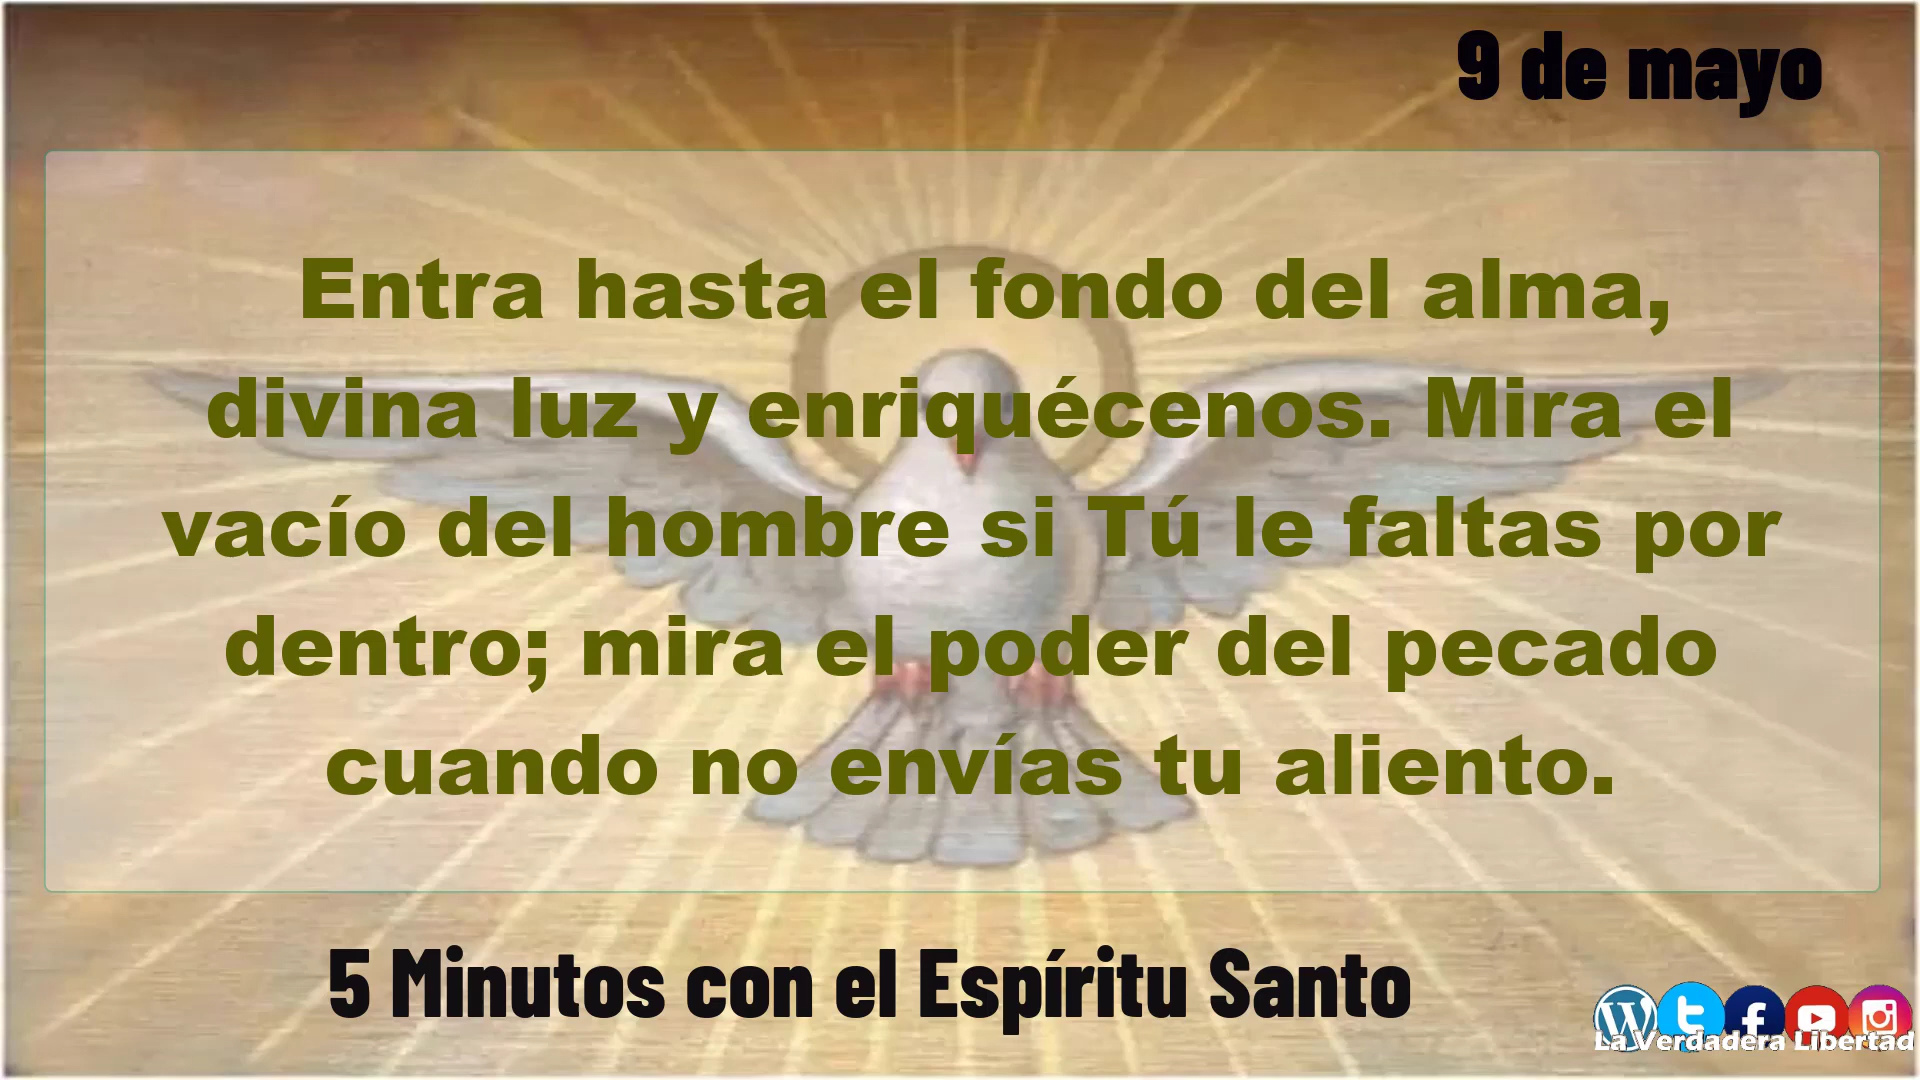 9 de mayo
Entra hasta el fondo del alma,
divina luz y enriquécenos. Mira el
vacío del hombre si Tú le faltas por
dentro; mira el poder del pecado
cuando no envías tu aliento.
5 Minutos con el Espíritu Santo
La Verdadera Libertad